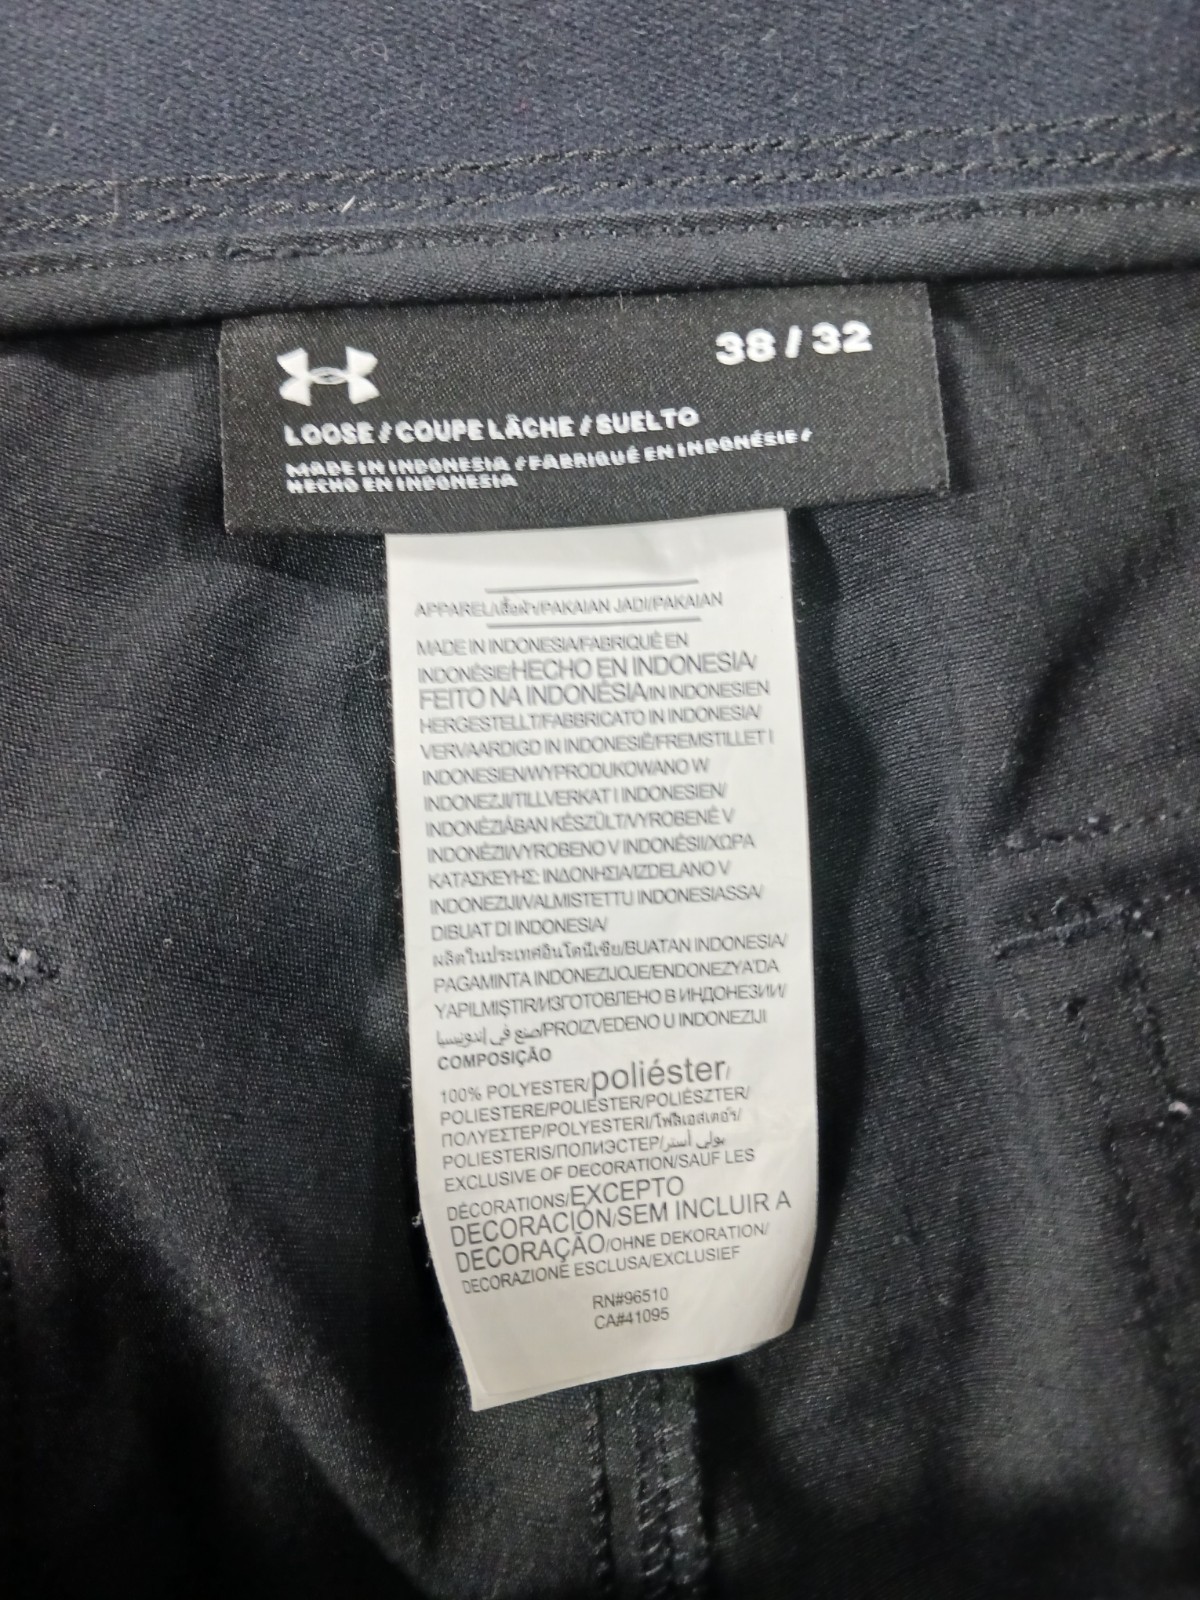 38 / 32
LOOSE / COUPE LÂCHE / SUELTO
MADE IN INDONESIA / FABRIQUÉ EN INDONÉSIE /
HECHO EN INDONESIA
APPAREL/เสื้อผ้า/PAKAIAN JADI/PAKAIAN
MADE IN INDONESIA/FABRIQUÉ EN
INDONÉSIE/HECHO EN INDONESIA/
FEITO NA INDONÉSIA/IN INDONESIEN
HERGESTELLT/FABBRICATO IN INDONESIA/
VERVAARDIGD IN INDONESIË/FREMSTILLET I
INDONESIEN/WYPRODUKOWANO W
INDONEZJI/TILLVERKAT I INDONESIEN/
INDONÉZIÁBAN KÉSZÜLT/VYROBENÉ V
INDONÉZII/VYROBENO V INDONÉSII/ΧΩΡΑ
ΚΑΤΑΣΚΕΥΗΣ: ΙΝΔΟΝΗΣΙΑ/IZDELANO V
INDONEZIJI/VALMISTETTU INDONESIASSA/
DIBUAT DI INDONESIA/
ผลิตในประเทศอินโดนีเซีย/BUATAN INDONESIA/
PAGAMINTA INDONEZIJOJE/ENDONEZYA'DA
YAPILMIŞTIR/ИЗГОТОВЛЕНО В ИНДОНЕЗИИ/
صنع في إندونيسيا/PROIZVEDENO U INDONEZIJI
COMPOSIÇÃO
100% POLYESTER/poliéster/
POLIESTERE/POLIESTER/POLIÉSZTER/
ΠΟΛΥΕΣΤΕΡ/POLYESTERI/โพลีเอสเตอร์/
POLIESTERIS/ПОЛИЭСТЕР/بولي أستر/
EXCLUSIVE OF DECORATION/SAUF LES
DÉCORATIONS/EXCEPTO
DECORACIÓN/SEM INCLUIR A
DECORAÇÃO/OHNE DEKORATION/
DECORAZIONE ESCLUSA/EXCLUSIEF
RN#96510
CA#41095